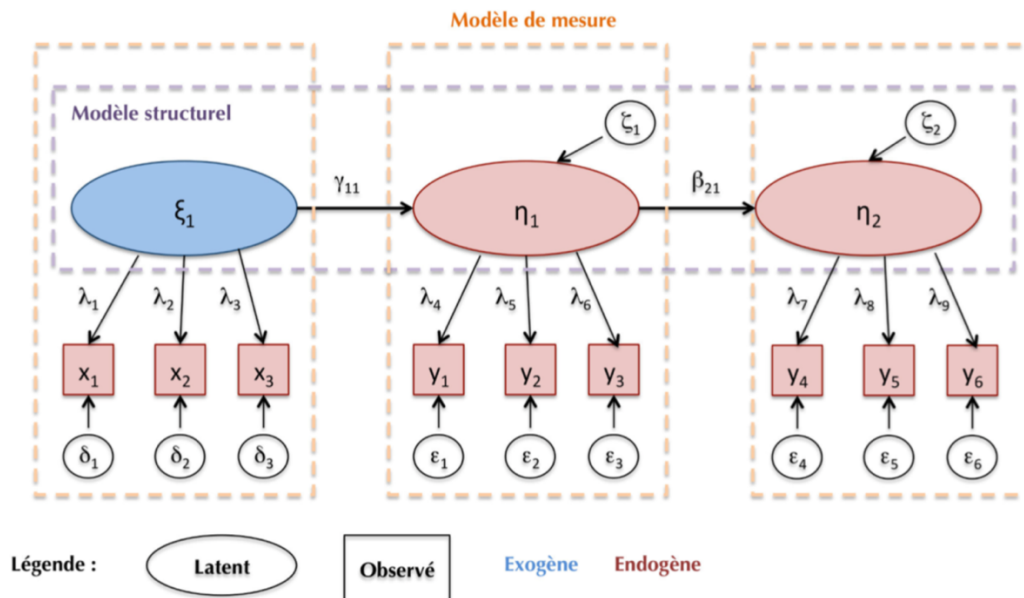 Modèle de mesure
Modèle structurel
ζ₁
ζ₂
ξ₁
γ₁₁
η₁
β₂₁
η₂
λ₁ λ₂ λ₃
λ₄ λ₅ λ₆
λ₇ λ₈ λ₉
x₁ x₂ x₃
y₁ y₂ y₃
y₄ y₅ y₆
δ₁ δ₂ δ₃
ε₁ ε₂ ε₃
ε₄ ε₅ ε₆
Légende : Latent Observé Exogène Endogène